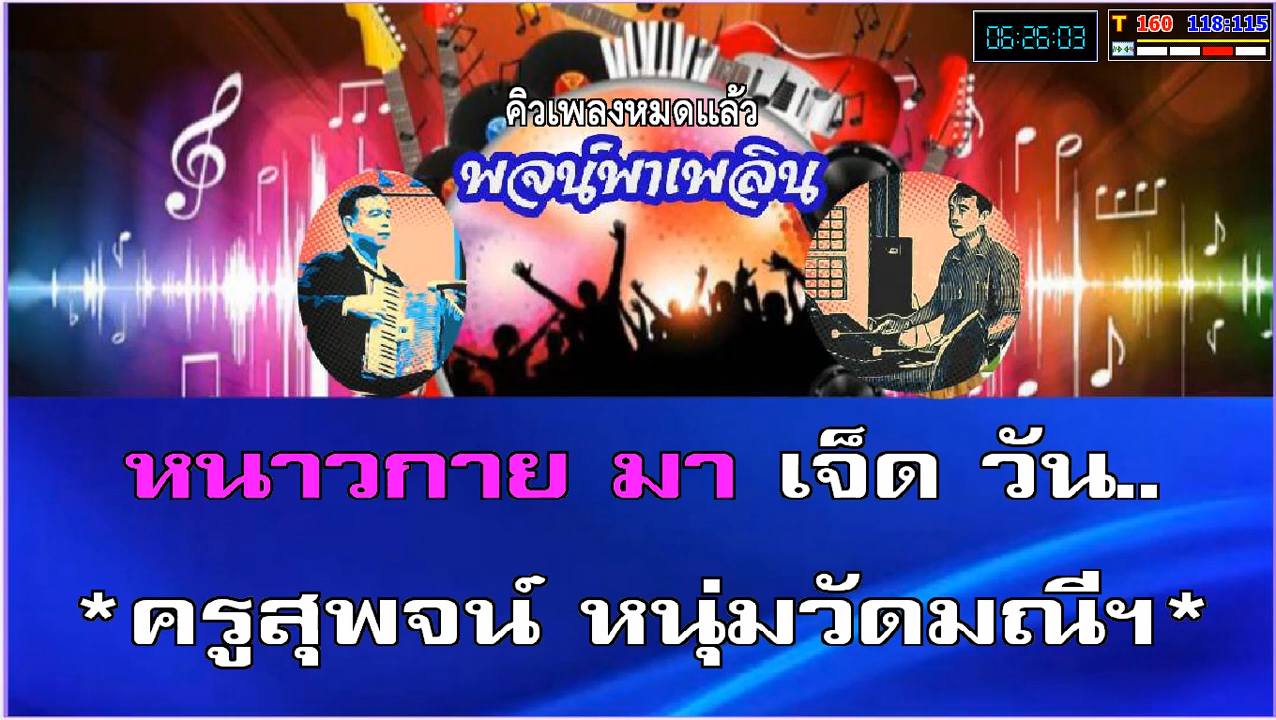 06:26:03
T 160 118:115
คิวเพลงหมดแล้ว
พจน์พาเพลิน
หนาวกาย มา เจ็ด วัน..
*ครูสุพจน์ หนุ่มวัดมณีฯ*